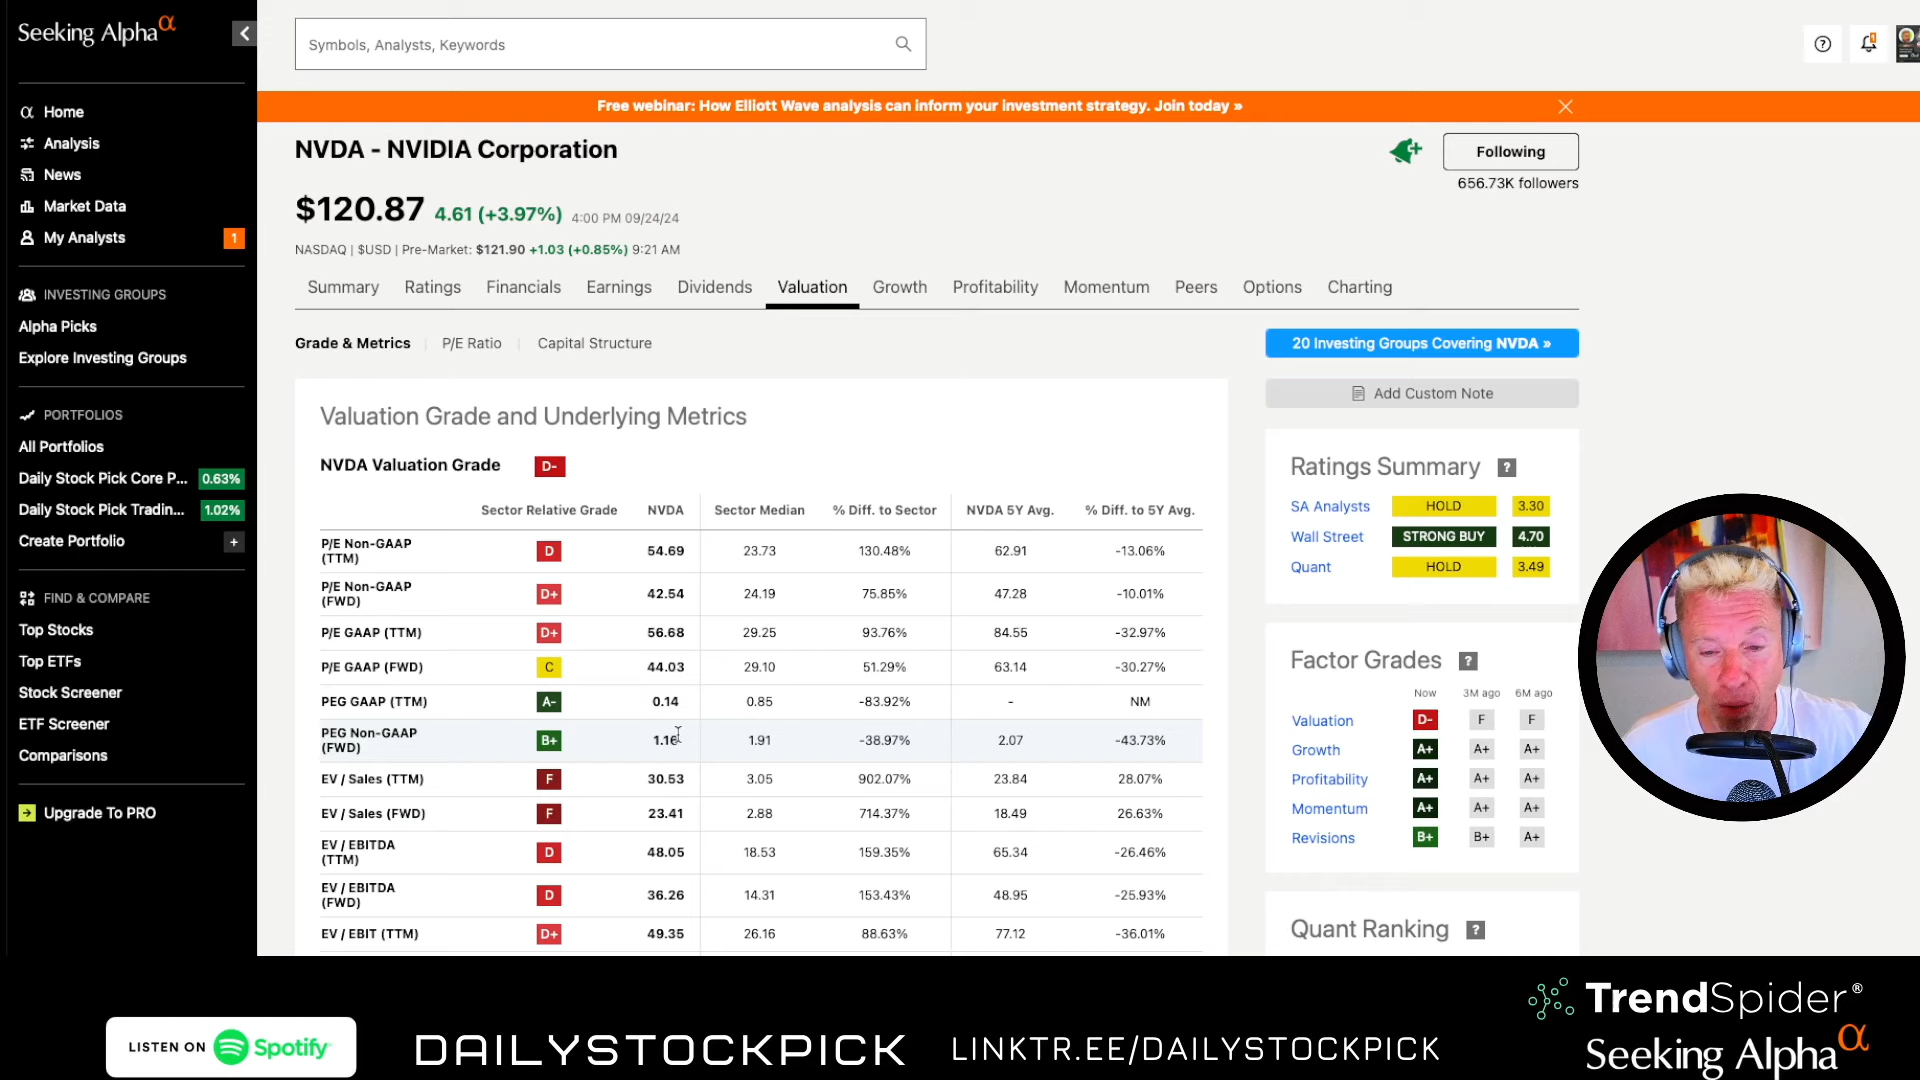 Seeking Alpha α
Symbols, Analysts, Keywords
Free webinar: How Elliott Wave analysis can inform your investment strategy. Join today »
Home
Analysis
News
Market Data
My Analysts 1
INVESTING GROUPS
Alpha Picks
Explore Investing Groups
PORTFOLIOS
All Portfolios
Daily Stock Pick Core P... 0.63%
Daily Stock Pick Tradin... 1.02%
Create Portfolio +
FIND & COMPARE
Top Stocks
Top ETFs
Stock Screener
ETF Screener
Comparisons
Upgrade To PRO
NVDA - NVIDIA Corporation
Following
656.73K followers
$120.87 4.61 (+3.97%) 4:00 PM 09/24/24
NASDAQ | $USD | Pre-Market: $121.90 +1.03 (+0.85%) 9:21 AM
Summary Ratings Financials Earnings Dividends Valuation Growth Profitability Momentum Peers Options Charting
Grade & Metrics | P/E Ratio | Capital Structure
Valuation Grade and Underlying Metrics
NVDA Valuation Grade D-
Sector Relative Grade NVDA Sector Median % Diff. to Sector NVDA 5Y Avg. % Diff. to 5Y Avg.
P/E Non-GAAP (TTM) D 54.69 23.73 130.48% 62.91 -13.06%
P/E Non-GAAP (FWD) D+ 42.54 24.19 75.85% 47.28 -10.01%
P/E GAAP (TTM) D+ 56.68 29.25 93.76% 84.55 -32.97%
P/E GAAP (FWD) C 44.03 29.10 51.29% 63.14 -30.27%
PEG GAAP (TTM) A- 0.14 0.85 -83.92% - NM
PEG Non-GAAP (FWD) B+ 1.16 1.91 -38.97% 2.07 -43.73%
EV / Sales (TTM) F 30.53 3.05 902.07% 23.84 28.07%
EV / Sales (FWD) F 23.41 2.88 714.37% 18.49 26.63%
EV / EBITDA (TTM) D 48.05 18.53 159.35% 65.34 -26.46%
EV / EBITDA (FWD) D 36.26 14.31 153.43% 48.95 -25.93%
EV / EBIT (TTM) D+ 49.35 26.16 88.63% 77.12 -36.01%
20 Investing Groups Covering NVDA »
Add Custom Note
Ratings Summary ?
SA Analysts HOLD 3.30
Wall Street STRONG BUY 4.70
Quant HOLD 3.49
Factor Grades ?
Now 3M ago 6M ago
Valuation D- F F
Growth A+ A+ A+
Profitability A+ A+ A+
Momentum A+ A+ A+
Revisions B+ B+ A+
Quant Ranking ?
LISTEN ON Spotify
DAILYSTOCKPICK
LINKTR.EE/DAILYSTOCKPICK
TrendSpider®
Seeking Alpha α